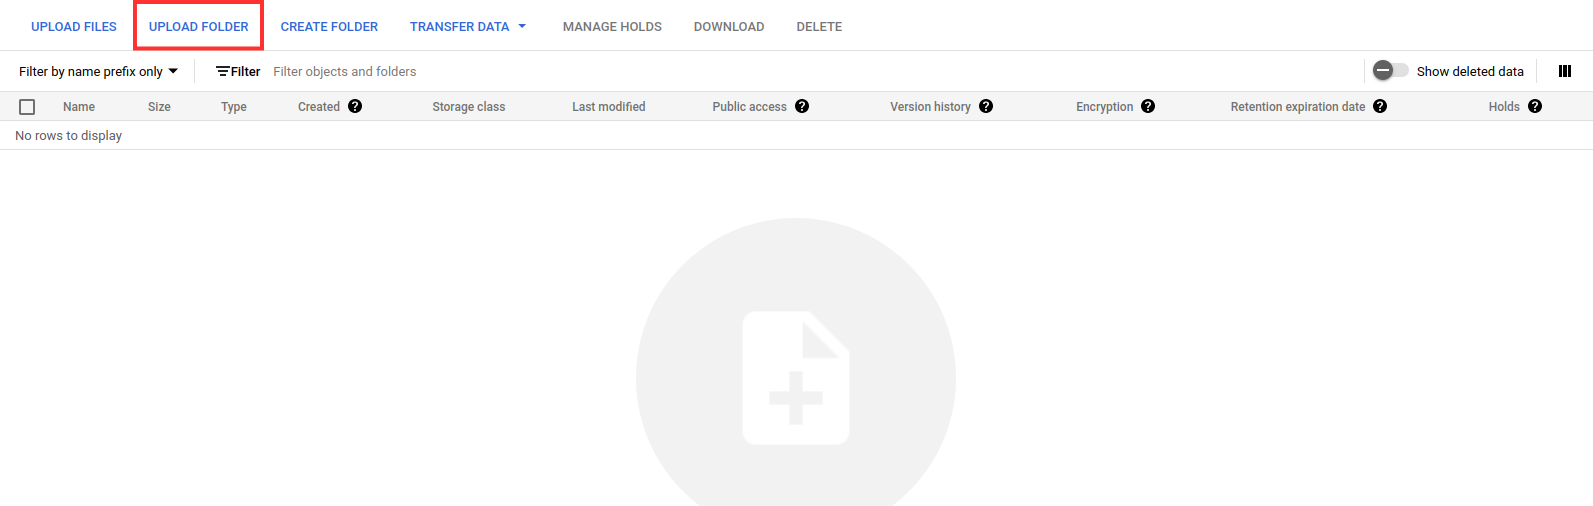 UPLOAD FILES UPLOAD FOLDER CREATE FOLDER TRANSFER DATA MANAGE HOLDS DOWNLOAD DELETE
Filter by name prefix only Filter Filter objects and folders Show deleted data
Name Size Type Created Storage class Last modified Public access Version history Encryption Retention expiration date Holds
No rows to display